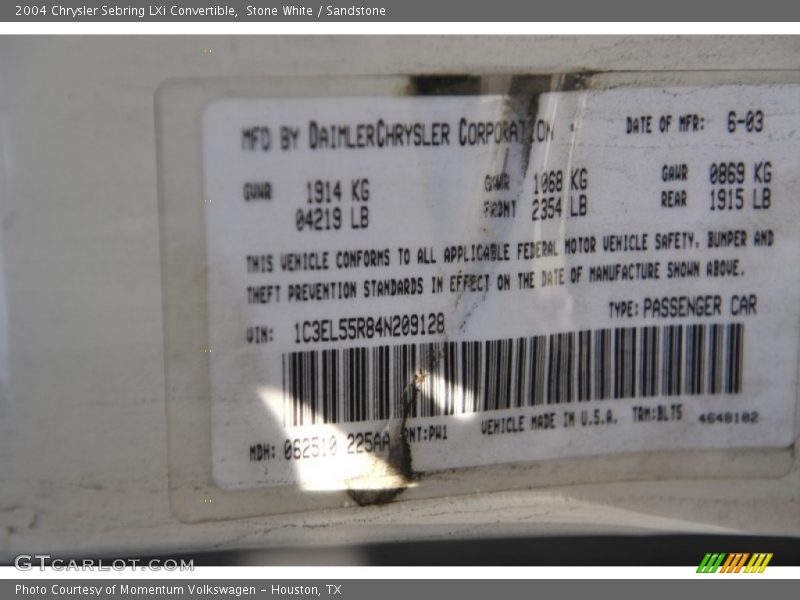 2004 Chrysler Sebring LXi Convertible, Stone White / Sandstone
MFD BY DAIMLERCHRYSLER CORPORATION DATE OF MFR: 6-03
GVWR 1914 KG GAWR 1068 KG GAWR 0869 KG
04219 LB FRONT 2354 LB REAR 1915 LB
THIS VEHICLE CONFORMS TO ALL APPLICABLE FEDERAL MOTOR VEHICLE SAFETY, BUMPER AND
THEFT PREVENTION STANDARDS IN EFFECT ON THE DATE OF MANUFACTURE SHOWN ABOVE.
VIN: 1C3EL55R84N209128 TYPE: PASSENGER CAR
MDH: 062510 225AA PNT:PW1 VEHICLE MADE IN U.S.A. TRM:BLT5 4648102
GTCARLOT.COM
Photo Courtesy of Momentum Volkswagen - Houston, TX